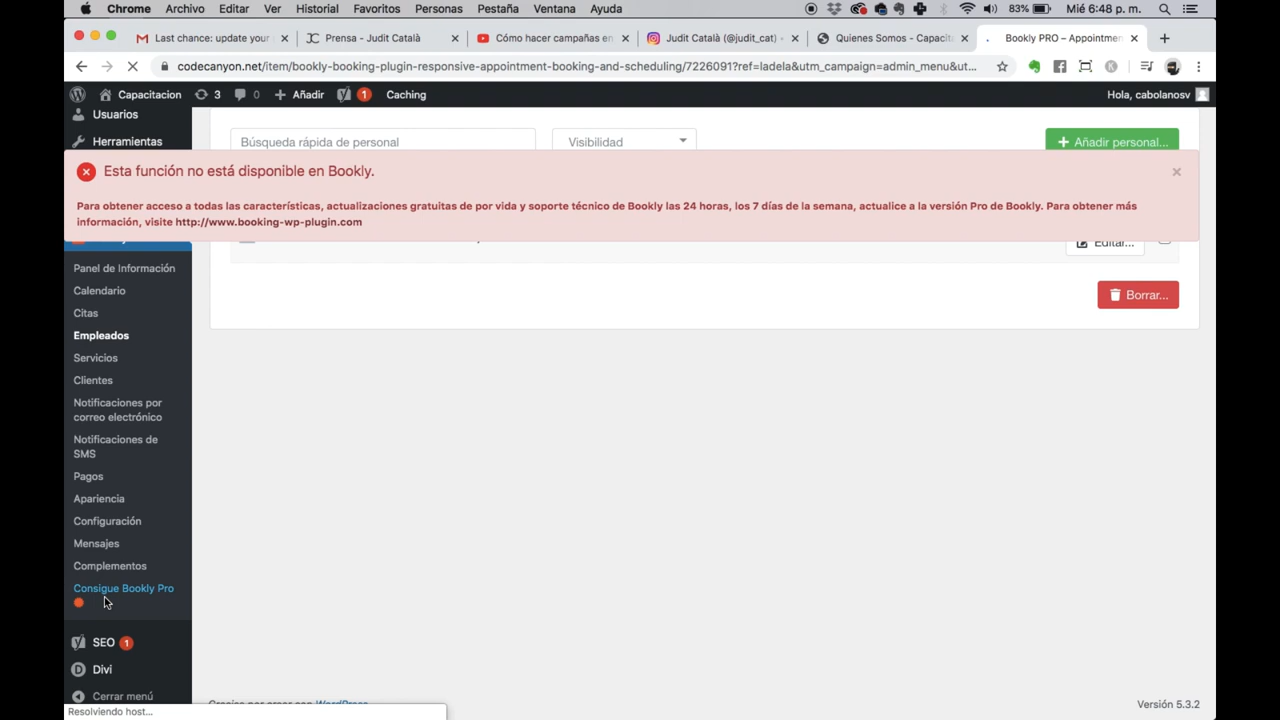 Chrome Archivo Editar Ver Historial Favoritos Personas Pestaña Ventana Ayuda 83% Mié 6:48 p. m.
Last chance: update your Prensa - Judit Català Cómo hacer campañas en Judit Català (@judit_cat) Quienes Somos - Capacita Bookly PRO – Appointmen
codecanyon.net/item/bookly-booking-plugin-responsive-appointment-booking-and-scheduling/7226091?ref=ladela&utm_campaign=admin_menu&ut...
Capacitacion 3 0 Añadir 1 Caching Hola, cabolanosv
Usuarios
Herramientas
Búsqueda rápida de personal Visibilidad Añadir personal...
Esta función no está disponible en Bookly.
Para obtener acceso a todas las características, actualizaciones gratuitas de por vida y soporte técnico de Bookly las 24 horas, los 7 días de la semana, actualice a la versión Pro de Bookly. Para obtener más
información, visite http://www.booking-wp-plugin.com
Editar...
Panel de Información
Calendario
Borrar...
Citas
Empleados
Servicios
Clientes
Notificaciones por
correo electrónico
Notificaciones de
SMS
Pagos
Apariencia
Configuración
Mensajes
Complementos
Consigue Bookly Pro
SEO 1
Divi
Cerrar menú
Gracias por crear con WordPress Versión 5.3.2
Resolviendo host...